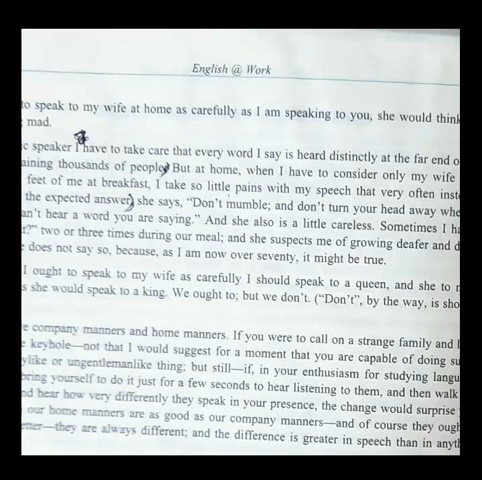 English @ Work
to speak to my wife at home as carefully as I am speaking to you, she would think
mad.
c speaker I have to take care that every word I say is heard distinctly at the far end o
aining thousands of people. But at home, when I have to consider only my wife
feet of me at breakfast, I take so little pains with my speech that very often inst
the expected answer, she says, “Don't mumble; and don't turn your head away whe
an't hear a word you are saying.” And she also is a little careless. Sometimes I ha
t?” two or three times during our meal; and she suspects me of growing deafer and d
does not say so, because, as I am now over seventy, it might be true.
I ought to speak to my wife as carefully I should speak to a queen, and she to
s she would speak to a king. We ought to; but we don't. (“Don't”, by the way, is sho
e company manners and home manners. If you were to call on a strange family and l
keyhole—not that I would suggest for a moment that you are capable of doing su
ylike or ungentlemanlike thing; but still—if, in your enthusiasm for studying langu
bring yourself to do it just for a few seconds to hear listening to them, and then walk
nd hear how very differently they speak in your presence, the change would surprise
our home manners are as good as our company manners—and of course they oug
etter—they are always different; and the difference is greater in speech than in anyt